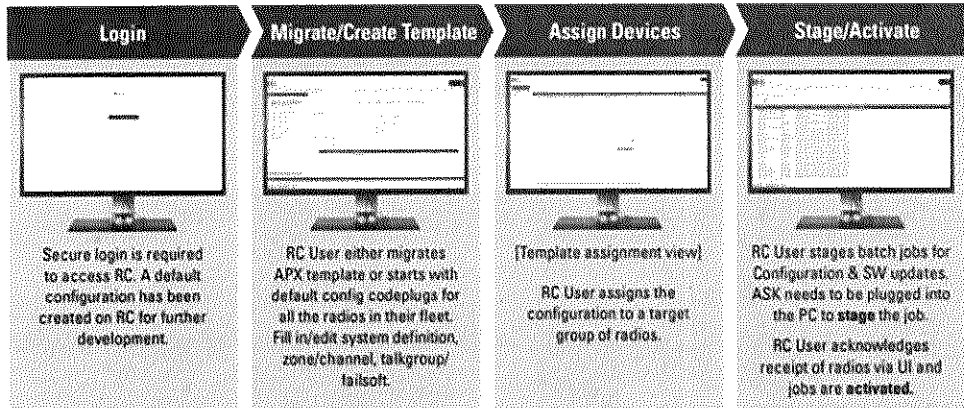 Login
Migrate/Create Template
Assign Devices
Stage/Activate
Secure login is required
to access RC. A default
configuration has been
created on RC for further
development.
RC User either migrates
APX template or starts with
default config codeplugs for
all the radios in their fleet.
Fill in/edit system definition,
zone/channel, talkgroup/
failsoft.
[Template assignment view]
RC User assigns the
configuration to a target
group of radios.
RC User stages batch jobs for
Configuration & SW updates.
ASK needs to be plugged into
the PC to stage the job.
RC User acknowledges
receipt of radios via UI and
jobs are activated.